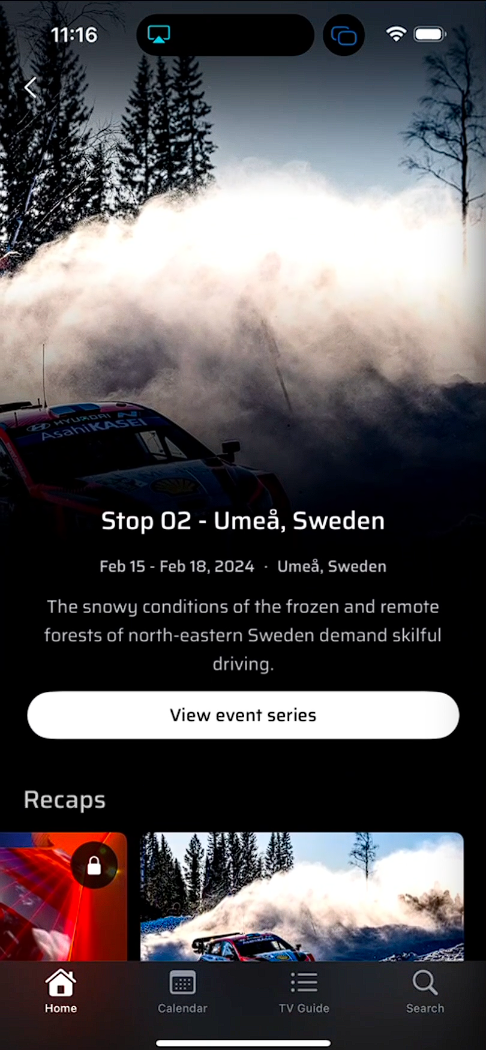 11:16
HYUNDAI N
AsahiKASEI
Stop 02 - Umeå, Sweden
Feb 15 - Feb 18, 2024 · Umeå, Sweden
The snowy conditions of the frozen and remote
forests of north-eastern Sweden demand skilful
driving.
View event series
Recaps
Home
Calendar
TV Guide
Search